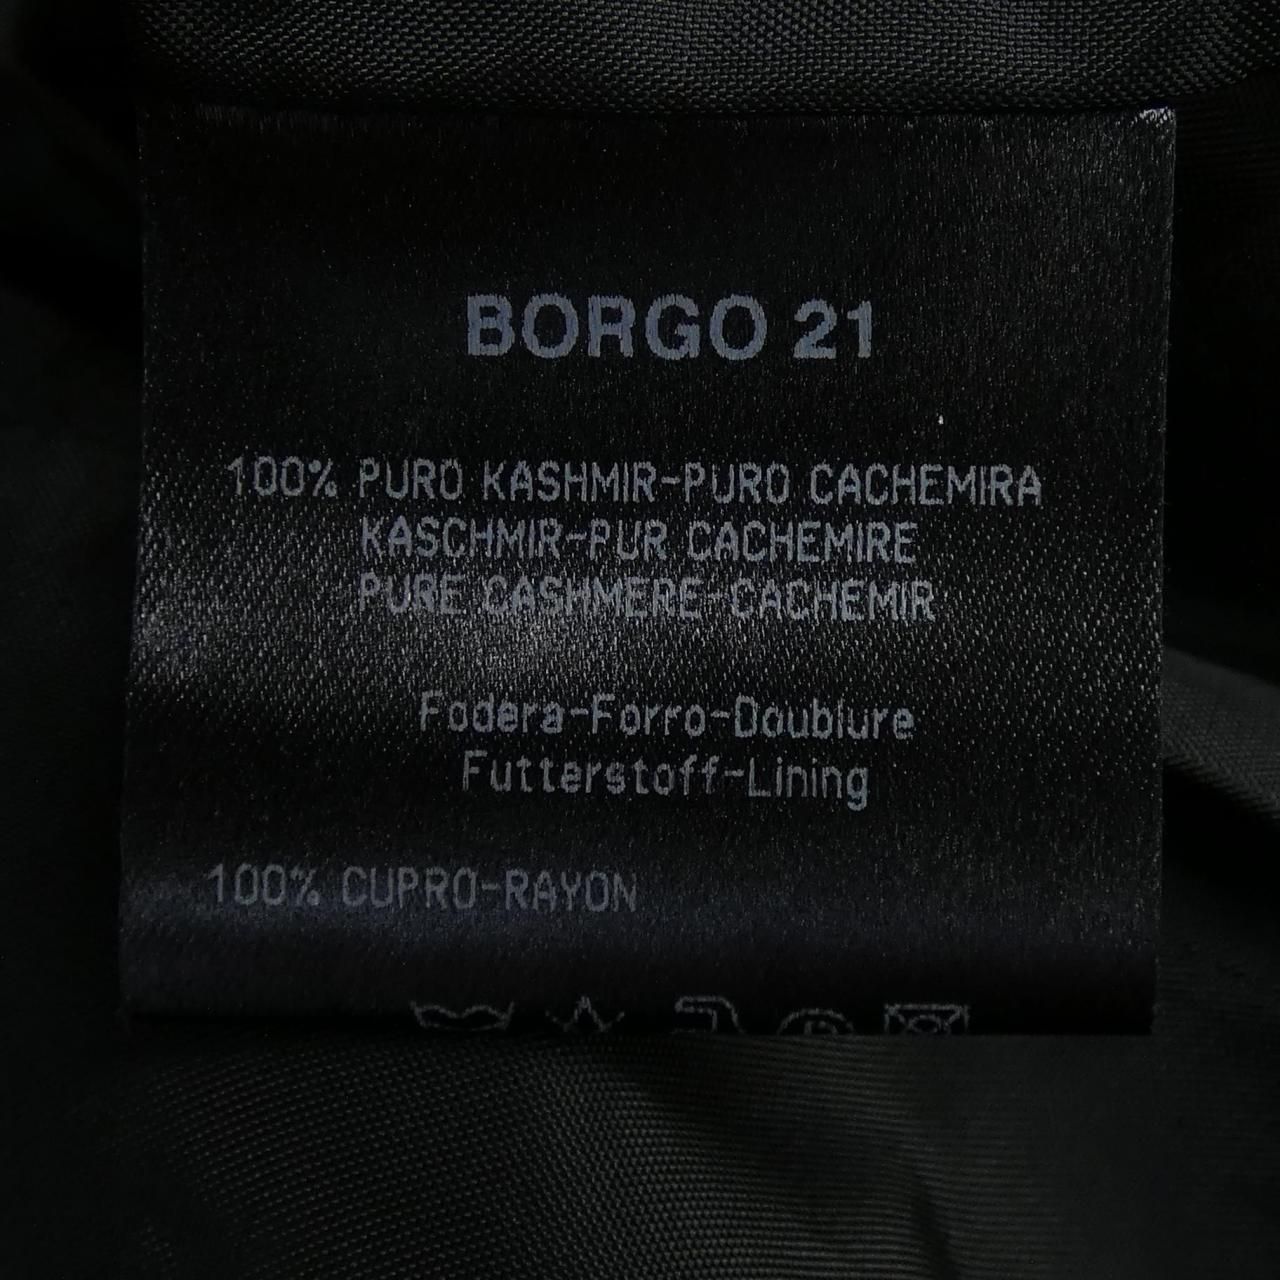 BORGO 21
100% PURO KASHMIR-PURO CACHEMIRA
KASCHMIR-PUR CACHEMIRE
PURE CASHMERE-CACHEMIR
Fodera-Forro-Doublure
Futterstoff-Lining
100% CUPRO-RAYON